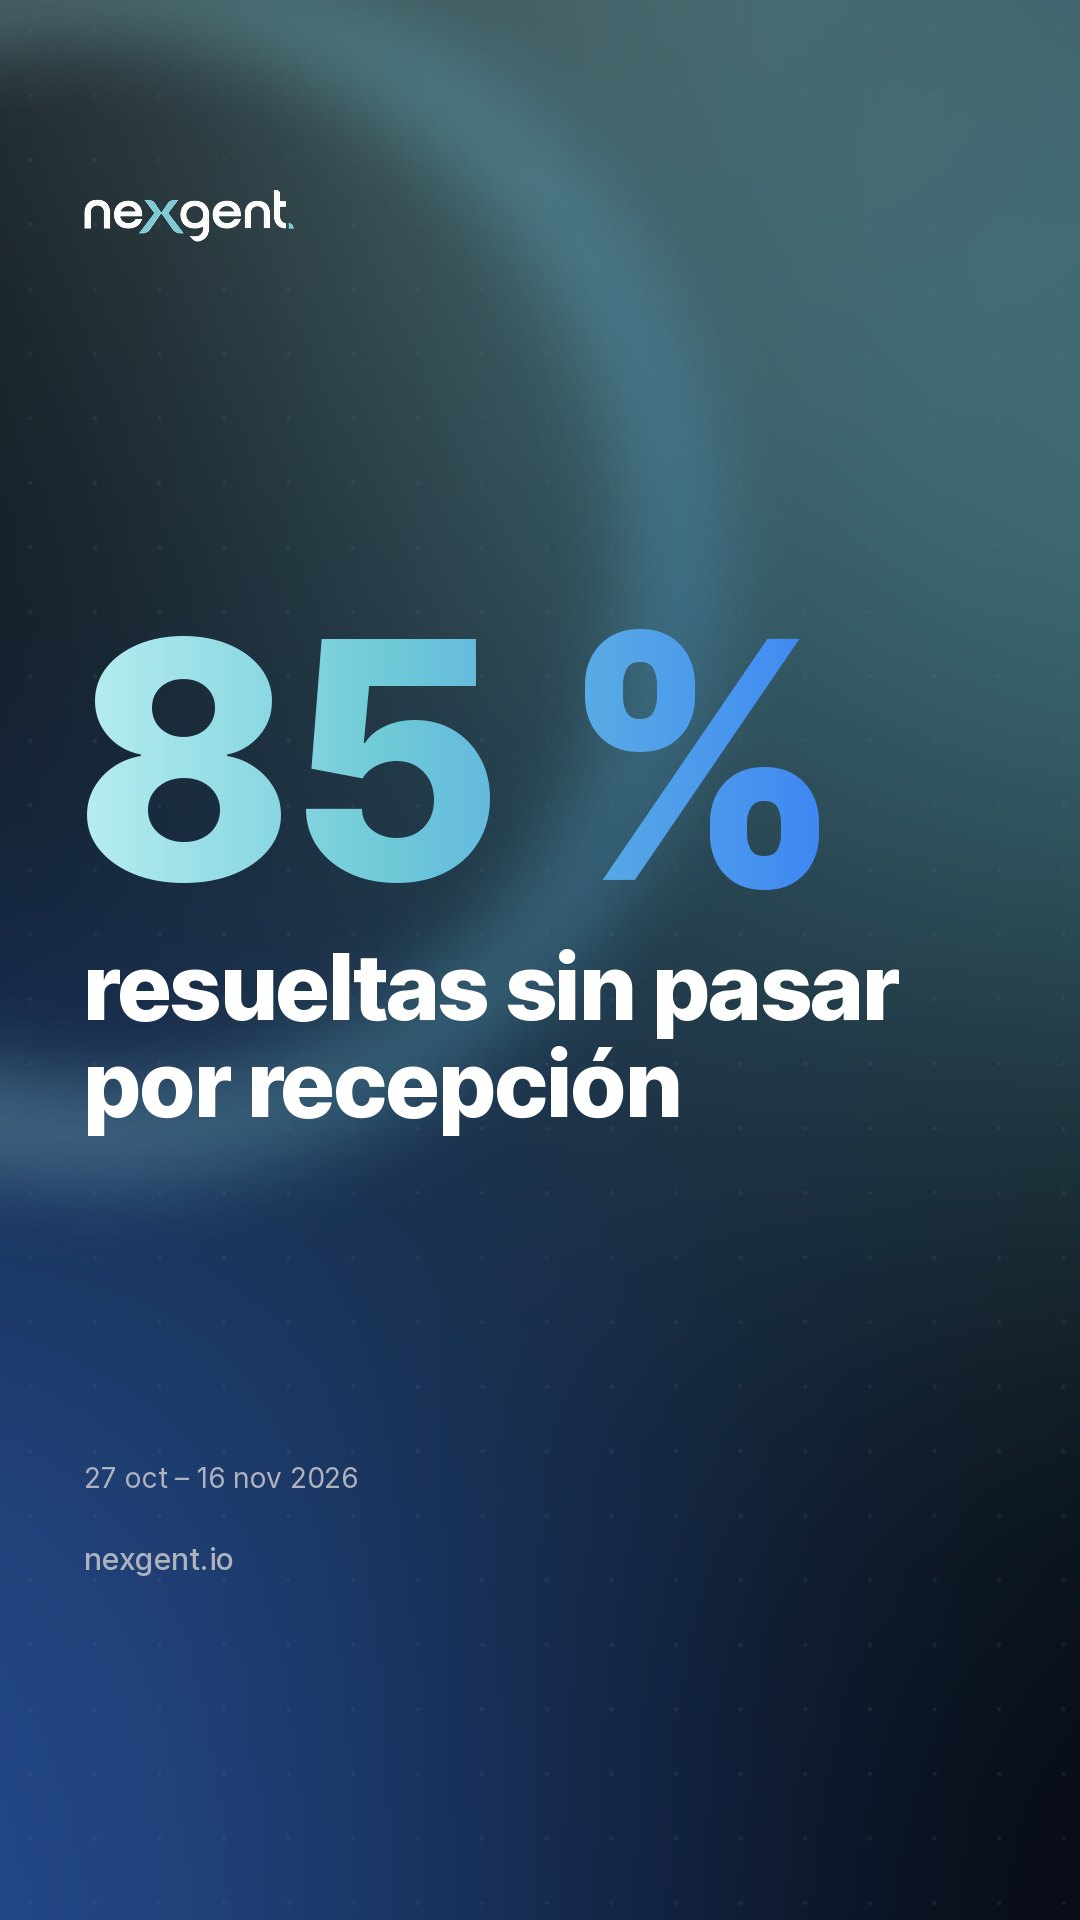 nexgent.
85 %
resueltas sin pasar
por recepción
27 oct – 16 nov 2026
nexgent.io